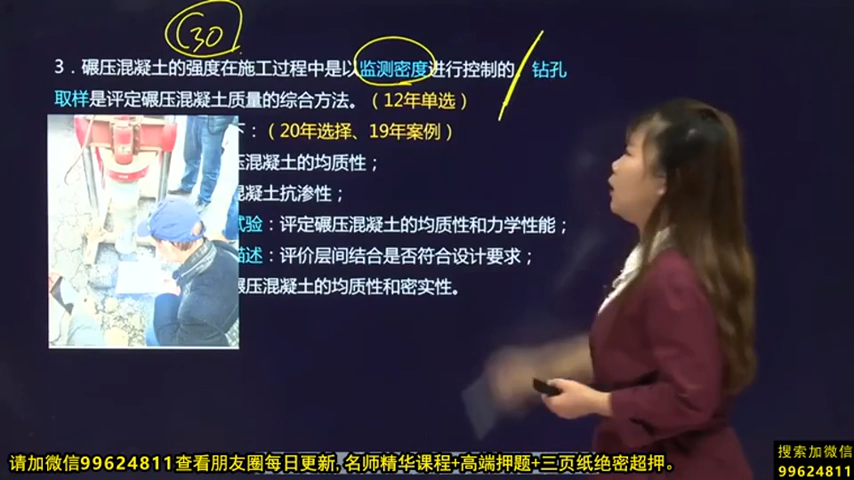 30
3．碾压混凝土的强度在施工过程中是以监测密度进行控制的，钻孔
取样是评定碾压混凝土质量的综合方法。（12年单选）
：（20年选择、19年案例）
混凝土的均质性；
混凝土抗渗性；
试验：评定碾压混凝土的均质性和力学性能；
描述：评价层间结合是否符合设计要求；
碾压混凝土的均质性和密实性。
请加微信99624811查看朋友圈每日更新,名师精华课程+高端押题+三页纸绝密超押。
搜索加微信
99624811